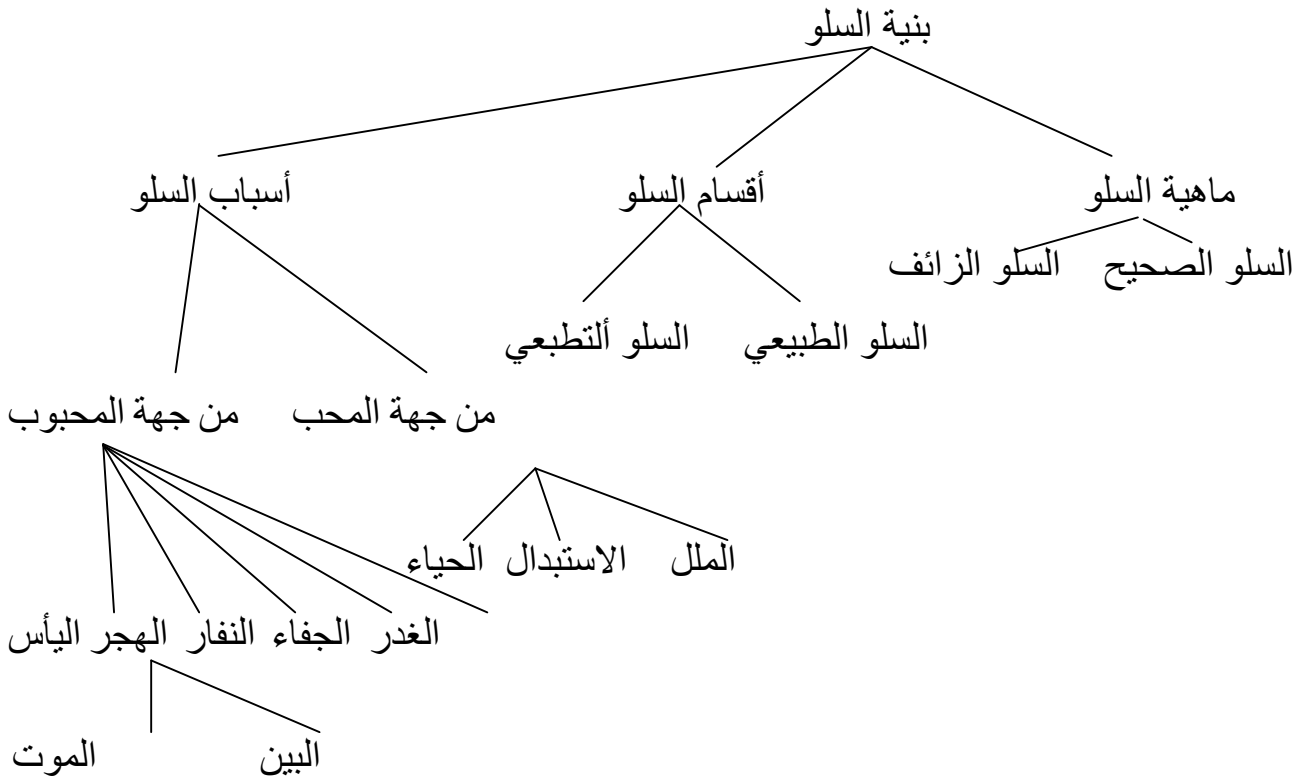 بنية السلو
ماهية السلو أقسام السلو أسباب السلو
السلو الصحيح السلو الزائف
السلو الطبيعي السلو ألتطبعي
من جهة المحب من جهة المحبوب
الملل الاستبدال الحياء
الغدر الجفاء النفار الهجر اليأس
البين الموت